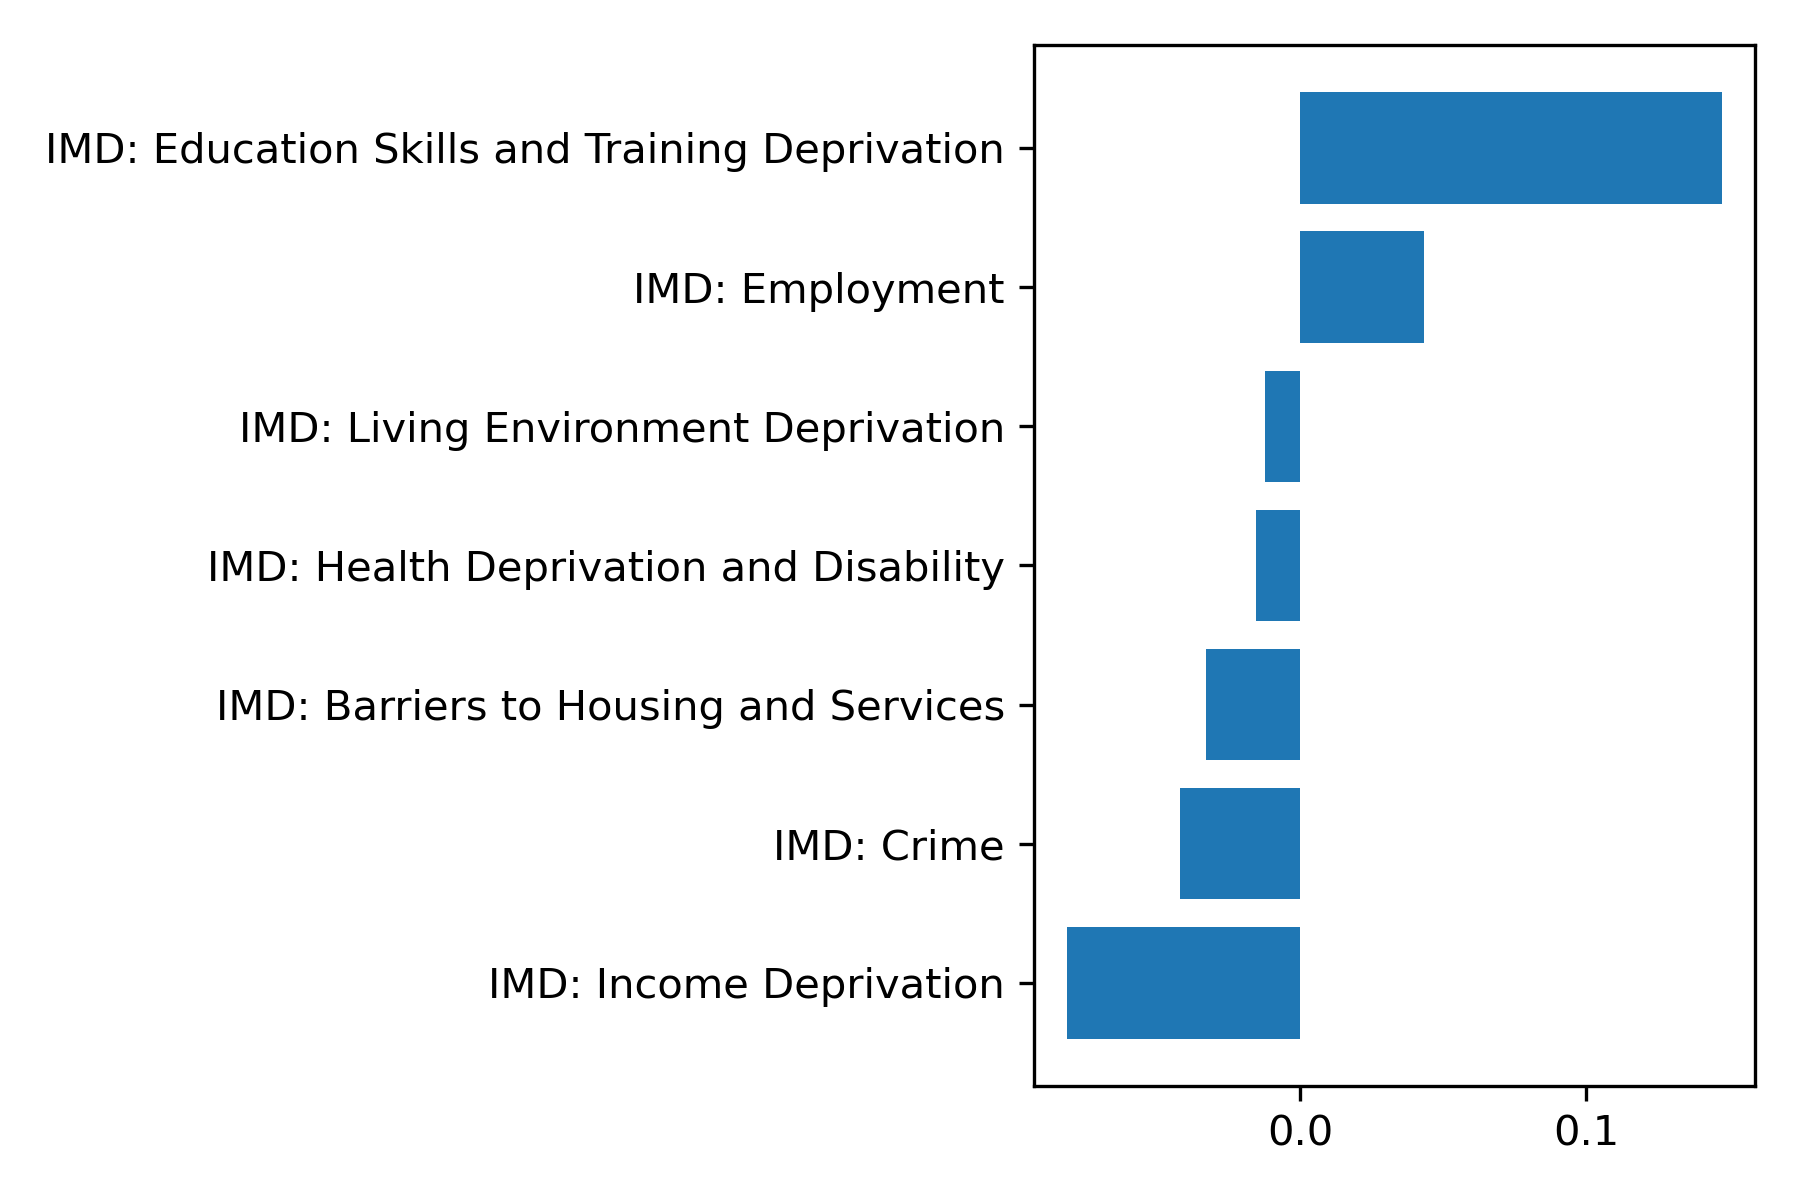 IMD: Education Skills and Training Deprivation
IMD: Employment
IMD: Living Environment Deprivation
IMD: Health Deprivation and Disability
IMD: Barriers to Housing and Services
IMD: Crime
IMD: Income Deprivation
0.0 0.1